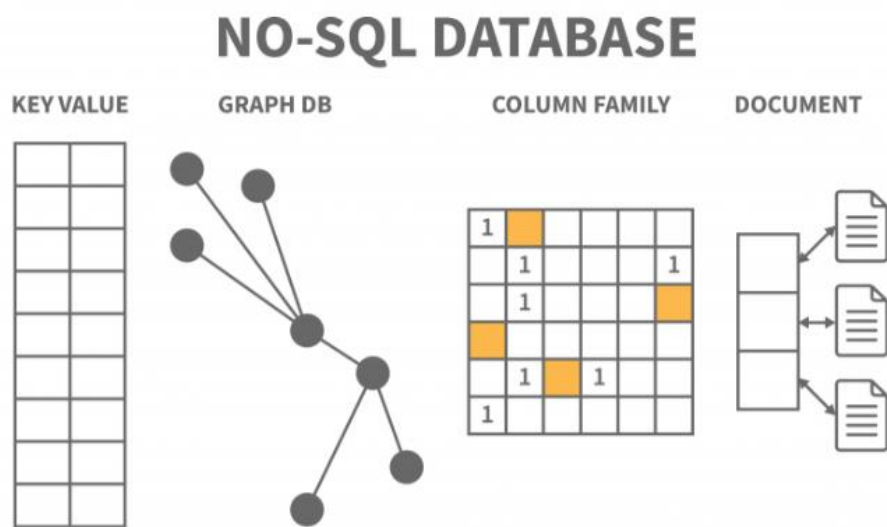 NO-SQL DATABASE
KEY VALUE
GRAPH DB
COLUMN FAMILY
DOCUMENT
1
1 1
1
1 1
1